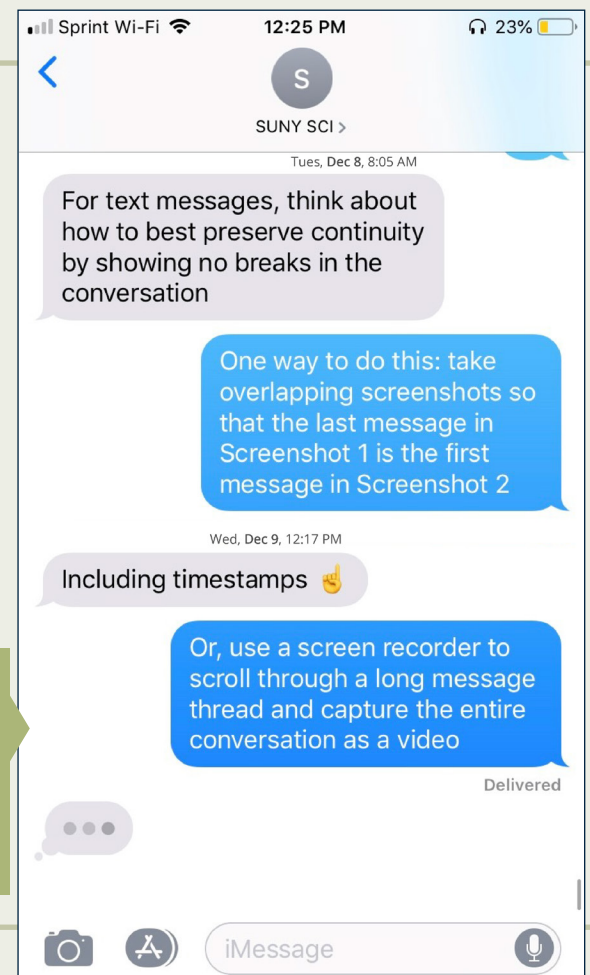 Sprint Wi-Fi
12:25 PM
23%
S
SUNY SCI >
Tues, Dec 8, 8:05 AM
For text messages, think about
how to best preserve continuity
by showing no breaks in the
conversation
One way to do this: take
overlapping screenshots so
that the last message in
Screenshot 1 is the first
message in Screenshot 2
Wed, Dec 9, 12:17 PM
Including timestamps ☝️
Or, use a screen recorder to
scroll through a long message
thread and capture the entire
conversation as a video
Delivered
iMessage